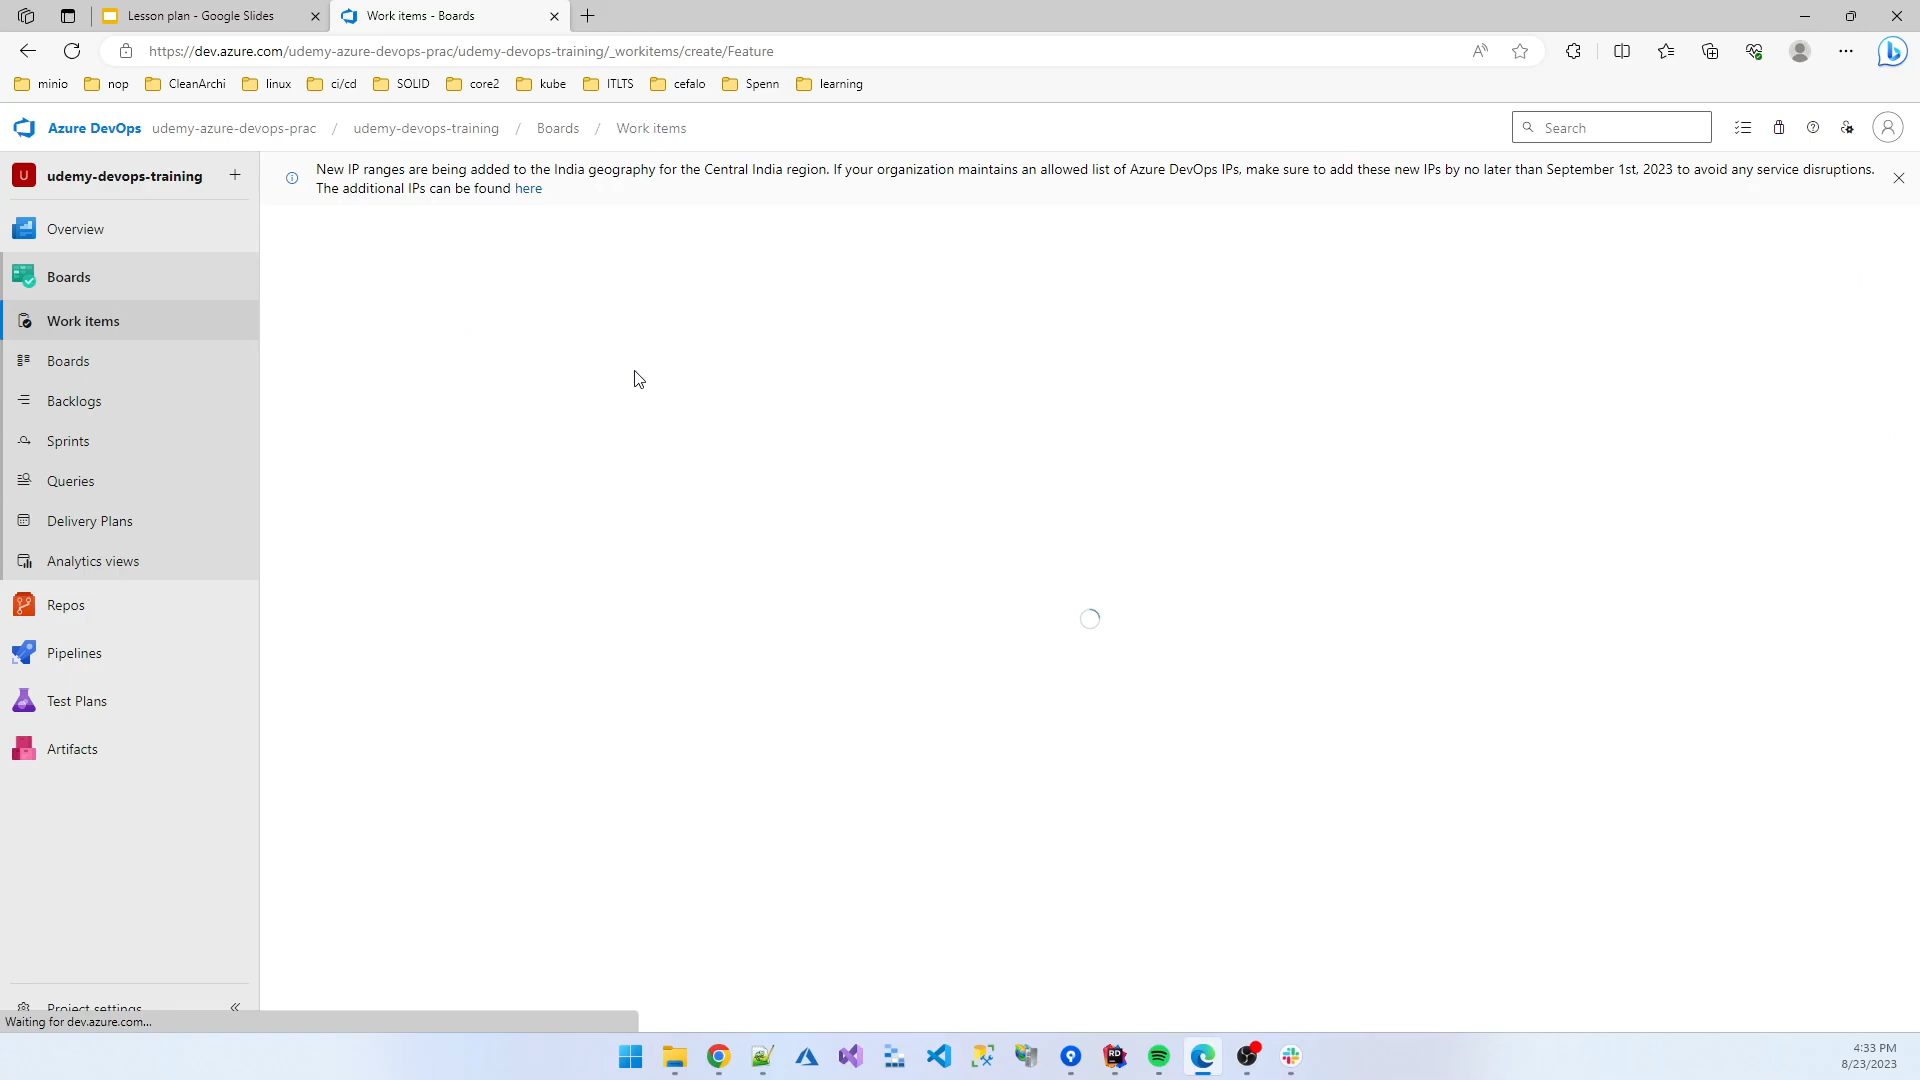 Lesson plan - Google Slides
Work items - Boards
https://dev.azure.com/udemy-azure-devops-prac/udemy-devops-training/_workitems/create/Feature
minio
nop
CleanArchi
linux
ci/cd
SOLID
core2
kube
ITLTS
cefalo
Spenn
learning
Azure DevOps
udemy-azure-devops-prac / udemy-devops-training / Boards / Work items
Search
U
udemy-devops-training
New IP ranges are being added to the India geography for the Central India region. If your organization maintains an allowed list of Azure DevOps IPs, make sure to add these new IPs by no later than September 1st, 2023 to avoid any service disruptions.
The additional IPs can be found here
Overview
Boards
Work items
Boards
Backlogs
Sprints
Queries
Delivery Plans
Analytics views
Repos
Pipelines
Test Plans
Artifacts
Project settings
Waiting for dev.azure.com...
RD
4:33 PM
8/23/2023